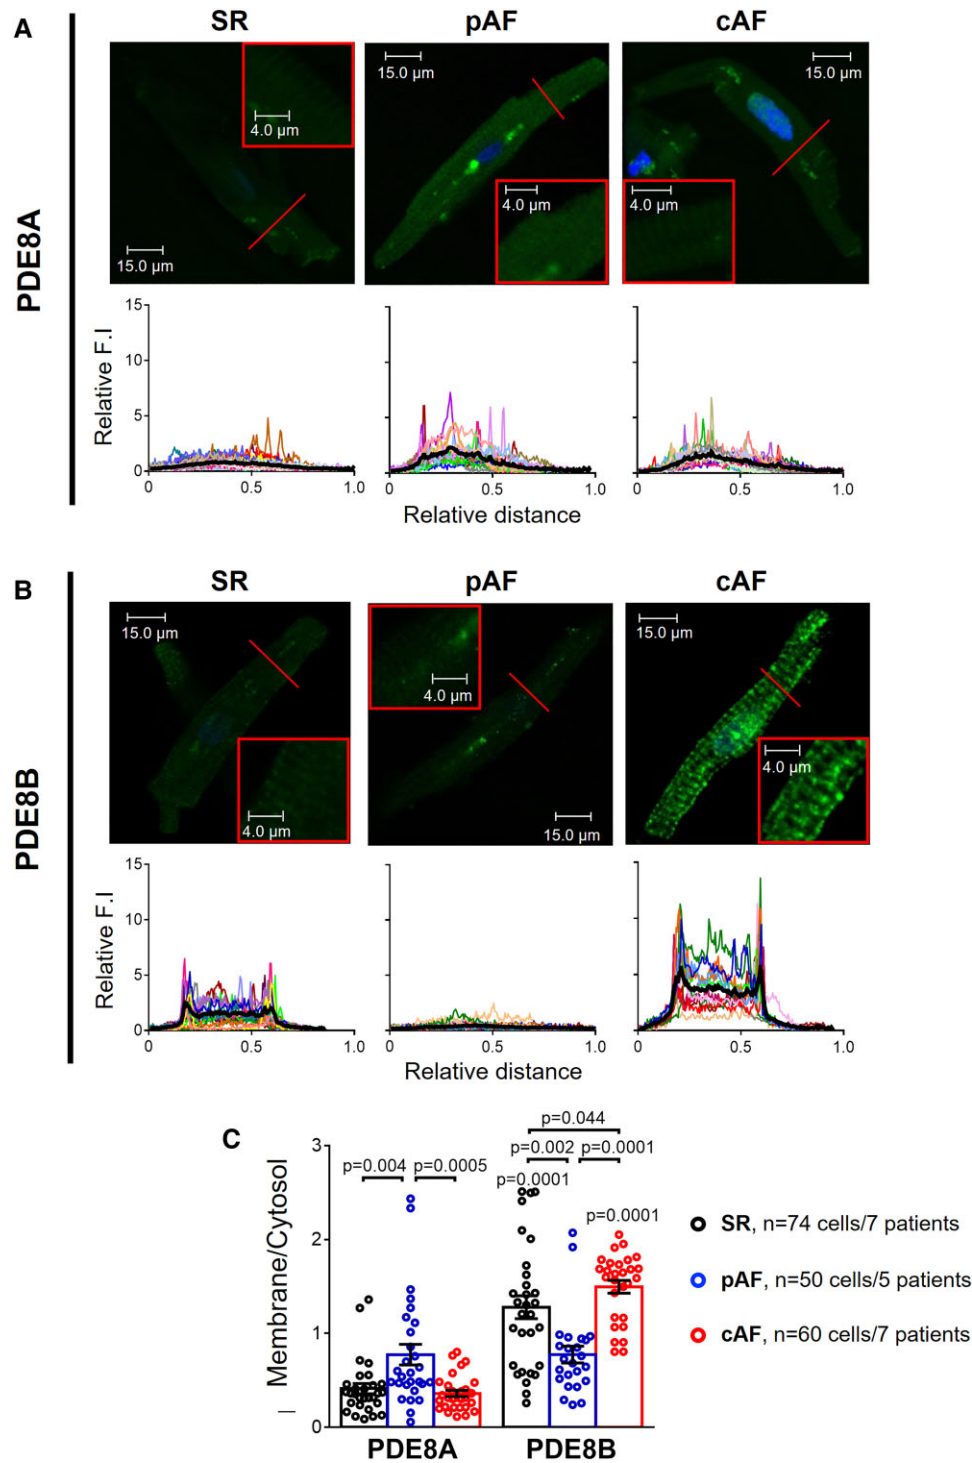 A
SR
pAF
cAF
PDE8A
4.0 µm
15.0 µm
15.0 µm
4.0 µm
15.0 µm
4.0 µm
Relative F.I
15
10
5
0
0 0.5 1.0
0 0.5 1.0
0 0.5 1.0
Relative distance
B
SR
pAF
cAF
PDE8B
15.0 µm
4.0 µm
4.0 µm
15.0 µm
15.0 µm
4.0 µm
Relative F.I
15
10
5
0
0 0.5 1.0
0 0.5 1.0
0 0.5 1.0
Relative distance
C
Membrane/Cytosol
3
2
1
0
p=0.004 p=0.0005
p=0.044
p=0.002 p=0.0001
p=0.0001
p=0.0001
PDE8A PDE8B
SR, n=74 cells/7 patients
pAF, n=50 cells/5 patients
cAF, n=60 cells/7 patients